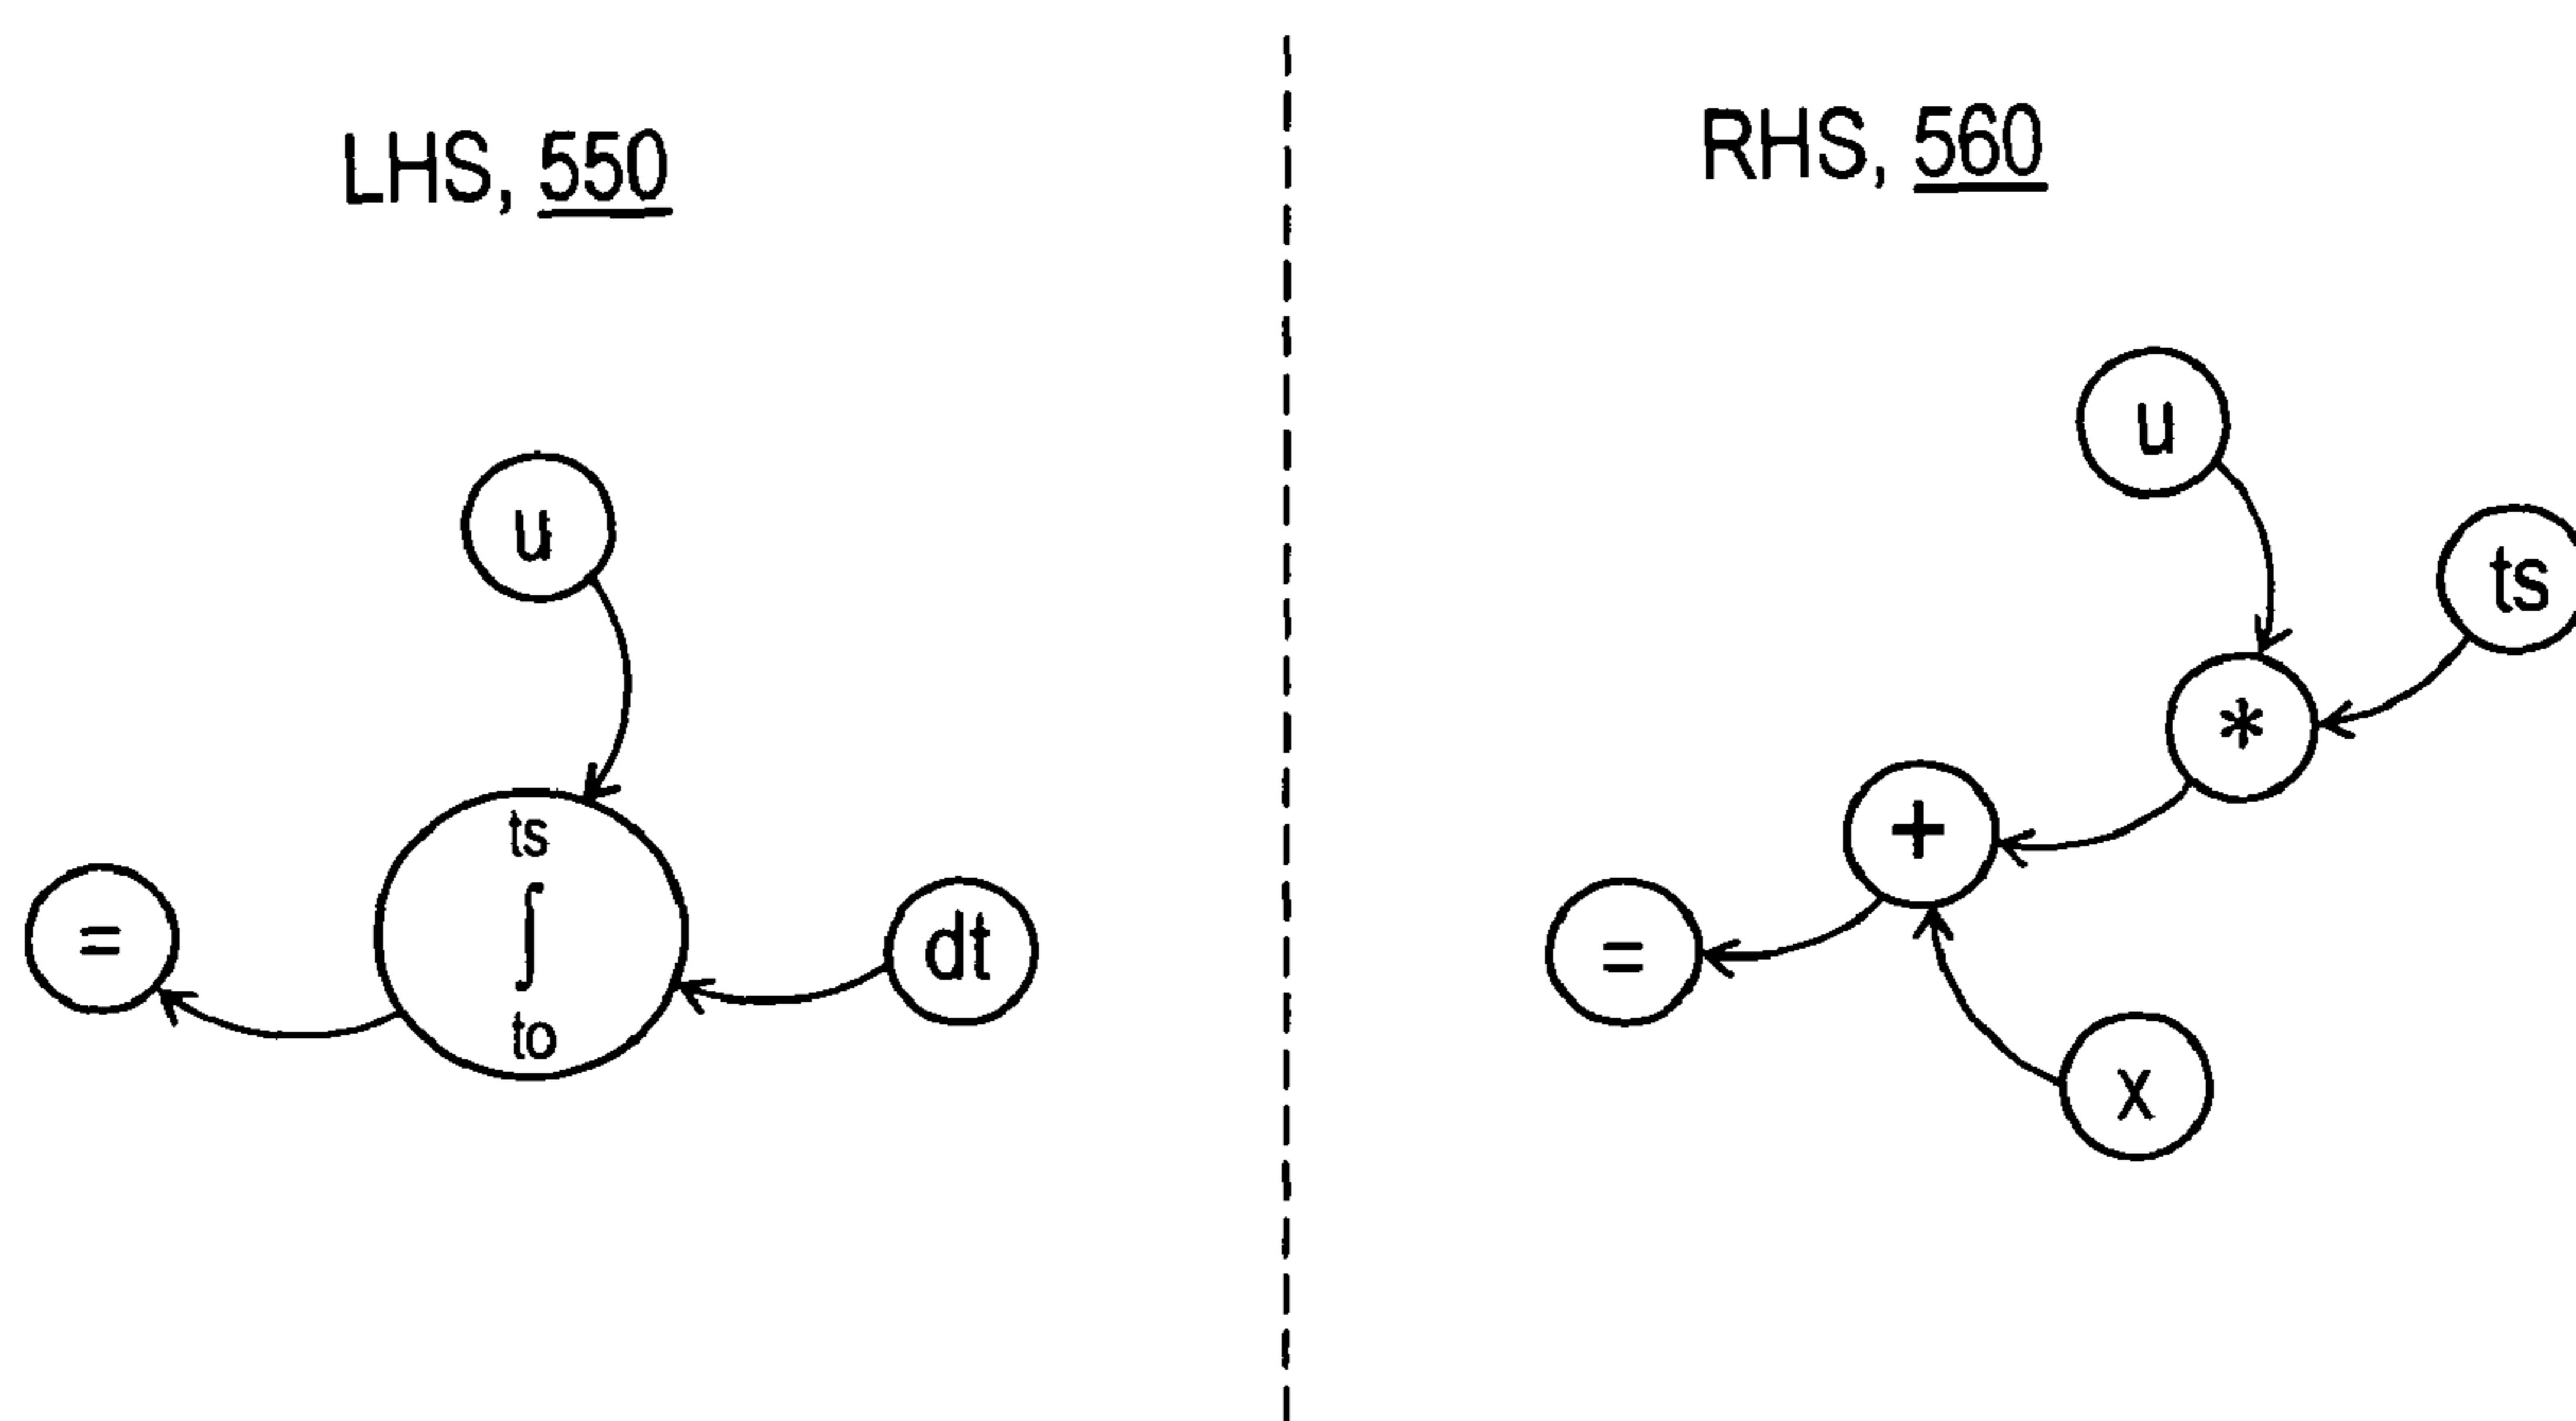 LHS, 550
u
ts
∫
to
=
dt
RHS, 560
u
ts
*
+
=
x